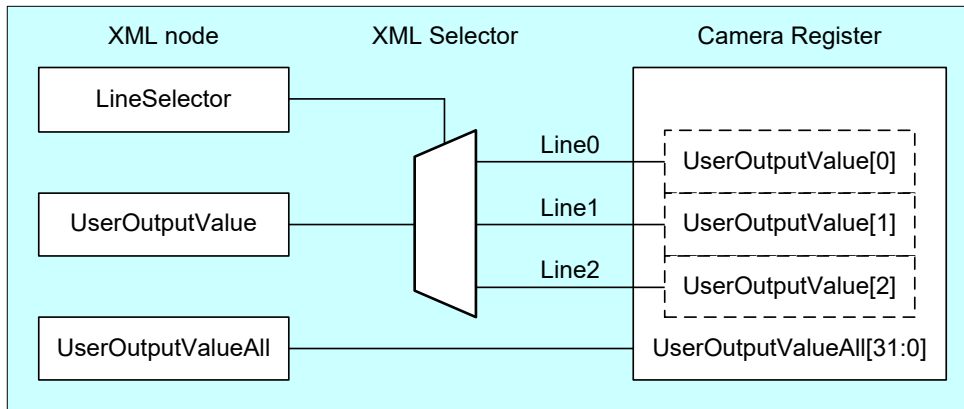 XML node
XML Selector
Camera Register
LineSelector
Line0
UserOutputValue[0]
UserOutputValue
Line1
UserOutputValue[1]
Line2
UserOutputValue[2]
UserOutputValueAll
UserOutputValueAll[31:0]